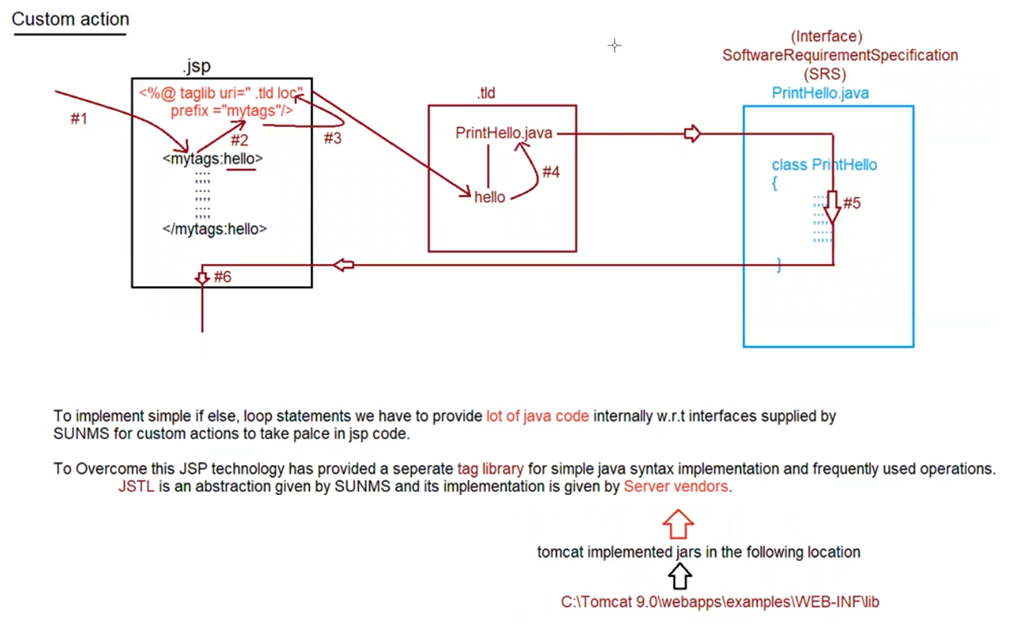 Custom action
(Interface)
SoftwareRequirementSpecification
(SRS)
.jsp
.tld
PrintHello.java
<%@ taglib uri=" .tld loc"
prefix ="mytags"/>
#1
#2
#3
<mytags:hello>
;;;;
;;;;
;;;;
;;;;
</mytags:hello>
#6
PrintHello.java
#4
hello
class PrintHello
{
;;;;
;;;;
;;;;
#5
}
To implement simple if else, loop statements we have to provide lot of java code internally w.r.t interfaces supplied by
SUNMS for custom actions to take palce in jsp code.
To Overcome this JSP technology has provided a seperate tag library for simple java syntax implementation and frequently used operations.
JSTL is an abstraction given by SUNMS and its implementation is given by Server vendors.
tomcat implemented jars in the following location
C:\Tomcat 9.0\webapps\examples\WEB-INF\lib